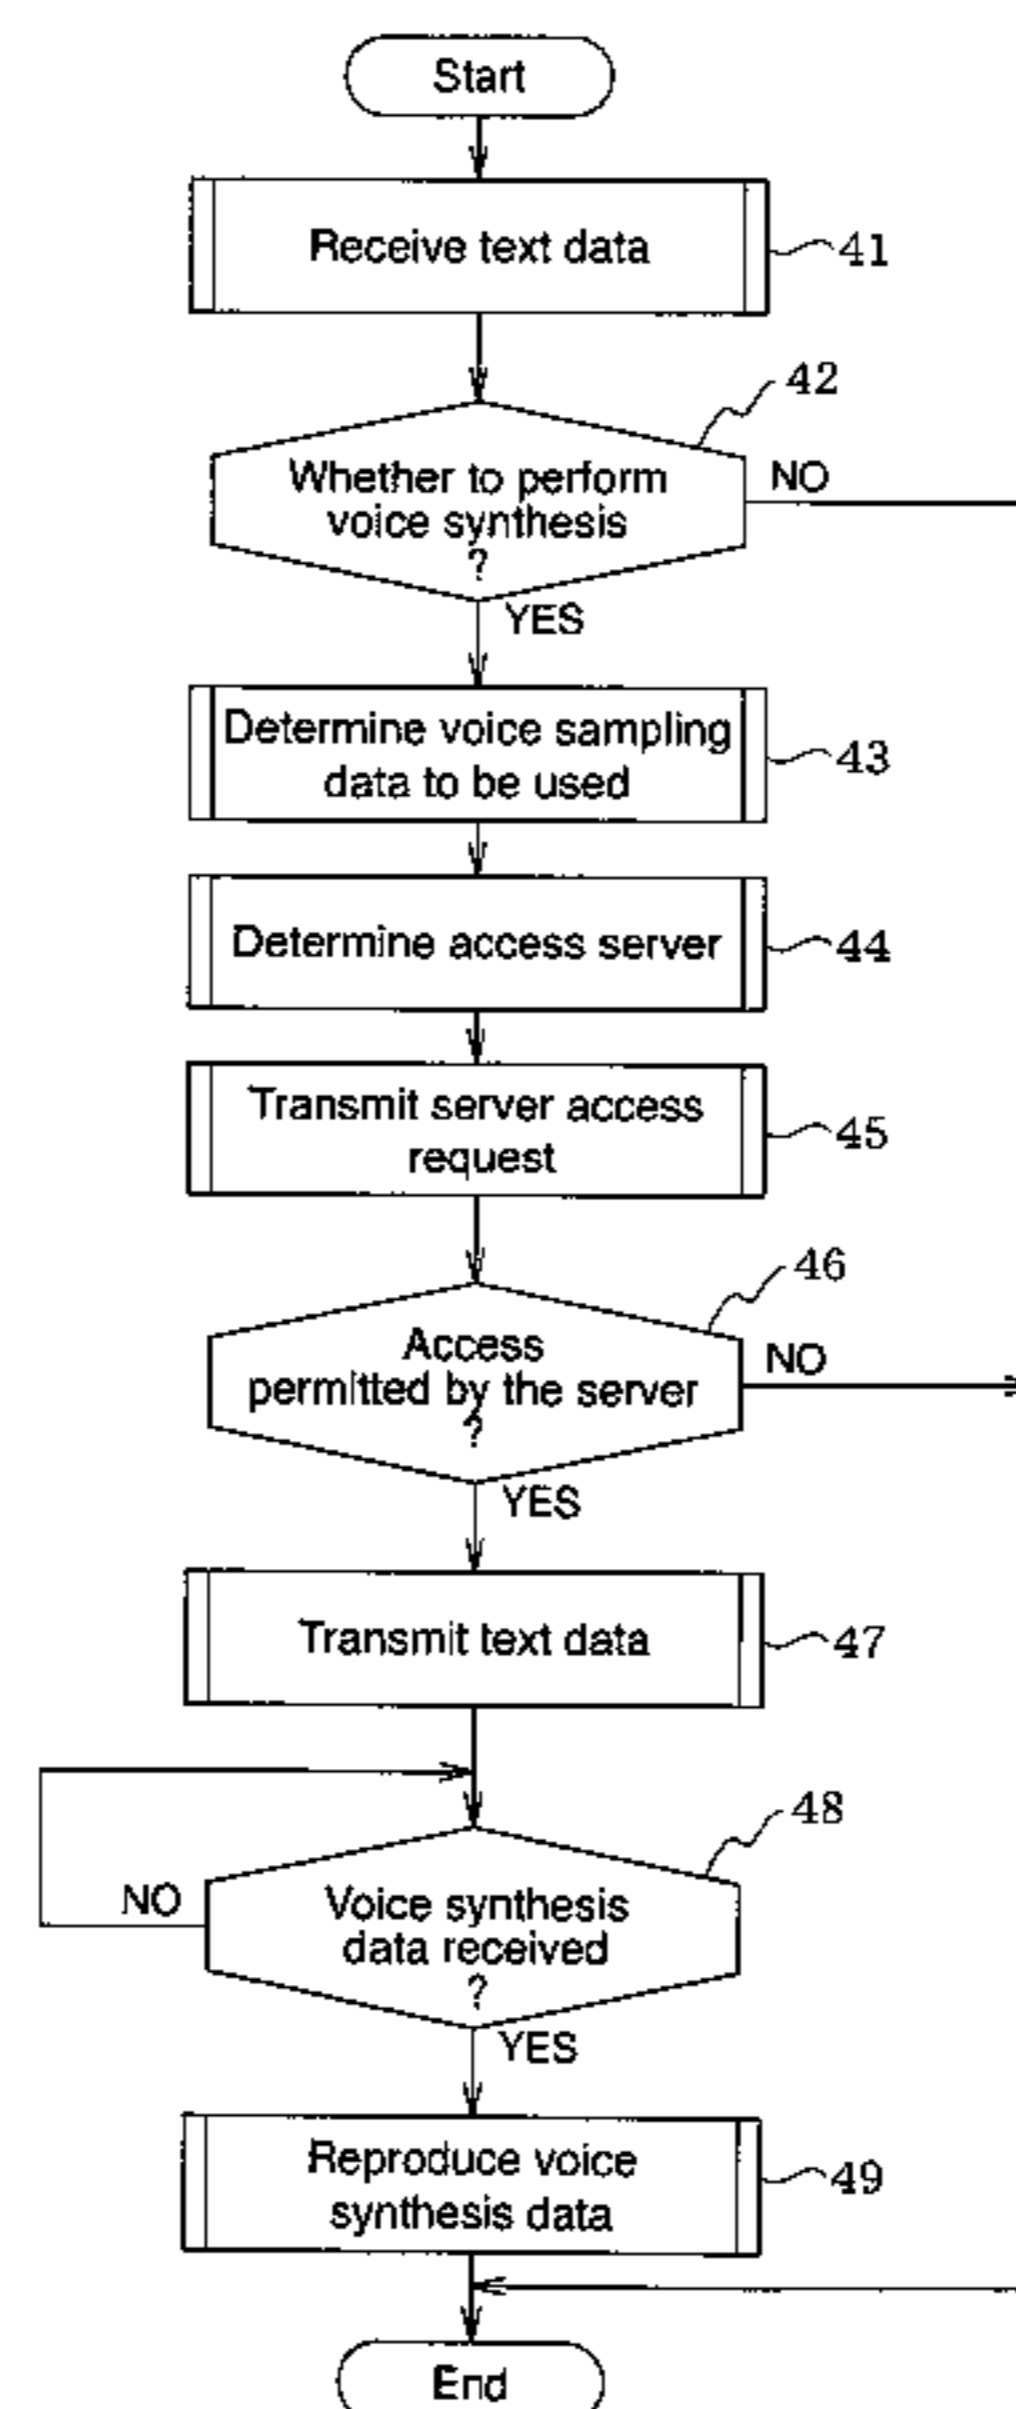 Start
Receive text data
41
42
Whether to perform
voice synthesis
?
NO
YES
Determine voice sampling
data to be used
43
Determine access server
44
Transmit server access
request
45
46
Access
permitted by the server
?
NO
YES
Transmit text data
47
48
Voice synthesis
data received
?
NO
YES
Reproduce voice
synthesis data
49
End